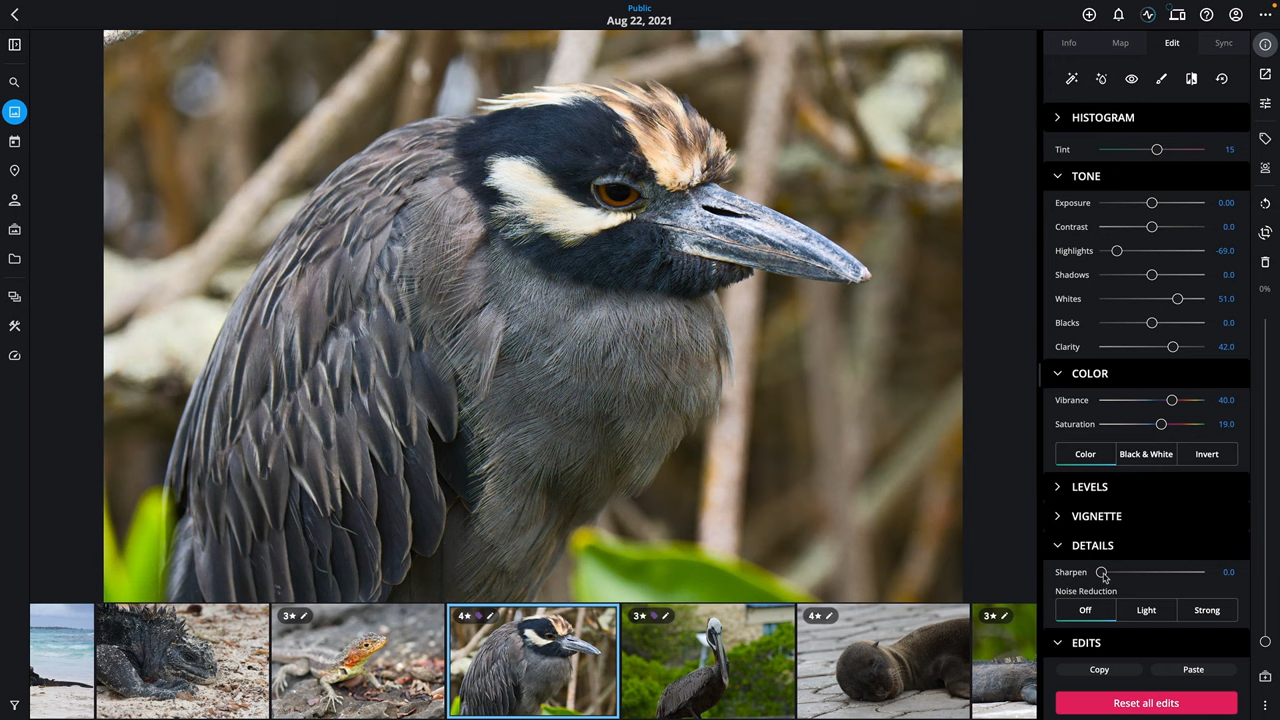 Public
Aug 22, 2021
Info Map Edit Sync
HISTOGRAM
Tint 15
TONE
Exposure 0.00
Contrast 0.0
Highlights -69.0
Shadows 0.0
Whites 51.0
Blacks 0.0
Clarity 42.0
COLOR
Vibrance 40.0
Saturation 19.0
Color Black & White Invert
LEVELS
VIGNETTE
DETAILS
Sharpen 0.0
Noise Reduction
Off Light Strong
EDITS
Copy Paste
Reset all edits
0%
3★ 4★ 3★ 4★ 3★